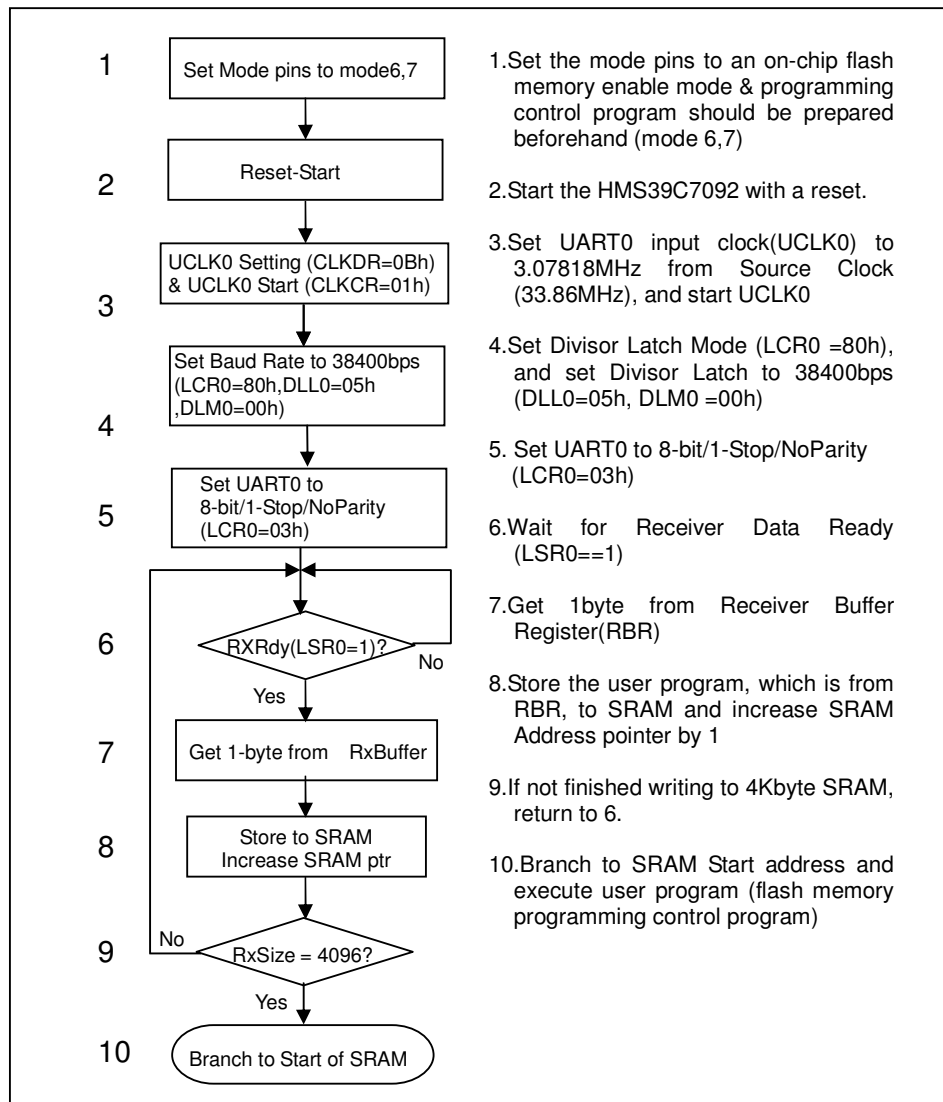 1
Set Mode pins to mode6,7
2
Reset-Start
3
UCLK0 Setting (CLKDR=0Bh)
& UCLK0 Start (CLKCR=01h)
4
Set Baud Rate to 38400bps
(LCR0=80h,DLL0=05h
,DLM0=00h)
5
Set UART0 to
8-bit/1-Stop/NoParity
(LCR0=03h)
6
RXRdy(LSR0=1)?
No
Yes
7
Get 1-byte from RxBuffer
8
Store to SRAM
Increase SRAM ptr
9
No
RxSize = 4096?
Yes
10
Branch to Start of SRAM
1.Set the mode pins to an on-chip flash
memory enable mode & programming
control program should be prepared
beforehand (mode 6,7)
2.Start the HMS39C7092 with a reset.
3.Set UART0 input clock(UCLK0) to
3.07818MHz from Source Clock
(33.86MHz), and start UCLK0
4.Set Divisor Latch Mode (LCR0 =80h),
and set Divisor Latch to 38400bps
(DLL0=05h, DLM0 =00h)
5. Set UART0 to 8-bit/1-Stop/NoParity
(LCR0=03h)
6.Wait for Receiver Data Ready
(LSR0==1)
7.Get 1byte from Receiver Buffer
Register(RBR)
8.Store the user program, which is from
RBR, to SRAM and increase SRAM
Address pointer by 1
9.If not finished writing to 4Kbyte SRAM,
return to 6.
10.Branch to SRAM Start address and
execute user program (flash memory
programming control program)